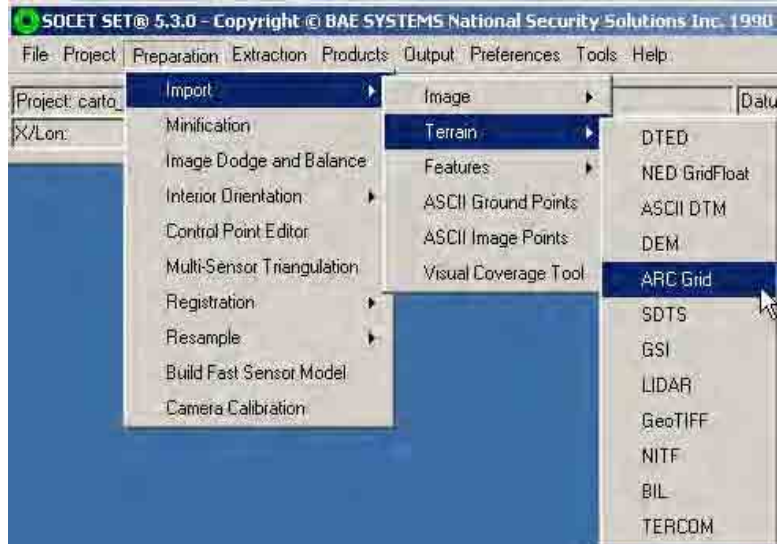 SOCET SET® 5.3.0 - Copyright © BAE SYSTEMS National Security Solutions Inc. 1990
File Project Preparation Extraction Products Output Preferences Tools Help
Project: carto_
Datu
X/Lon:
Import
Minification
Image Dodge and Balance
Interior Orientation
Control Point Editor
Multi-Sensor Triangulation
Registration
Resample
Build Fast Sensor Model
Camera Calibration
Image
Terrain
Features
ASCII Ground Points
ASCII Image Points
Visual Coverage Tool
DTED
NED GridFloat
ASCII DTM
DEM
ARC Grid
SDTS
GSI
LIDAR
GeoTIFF
NITF
BIL
TERCOM